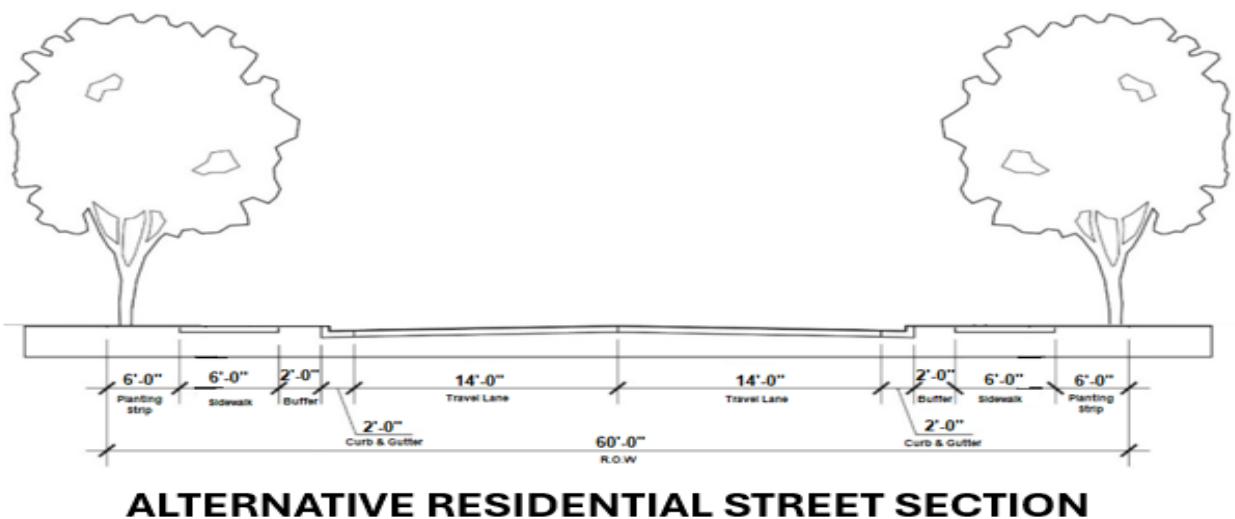 6'-0" 6'-0" 2'-0" 14'-0" 14'-0" 2'-0" 6'-0" 6'-0"
Planting Strip Sidewalk Buffer Travel Lane Travel Lane Buffer Sidewalk Planting Strip
2'-0" 2'-0"
Curb & Gutter Curb & Gutter
60'-0"
R.O.W
ALTERNATIVE RESIDENTIAL STREET SECTION